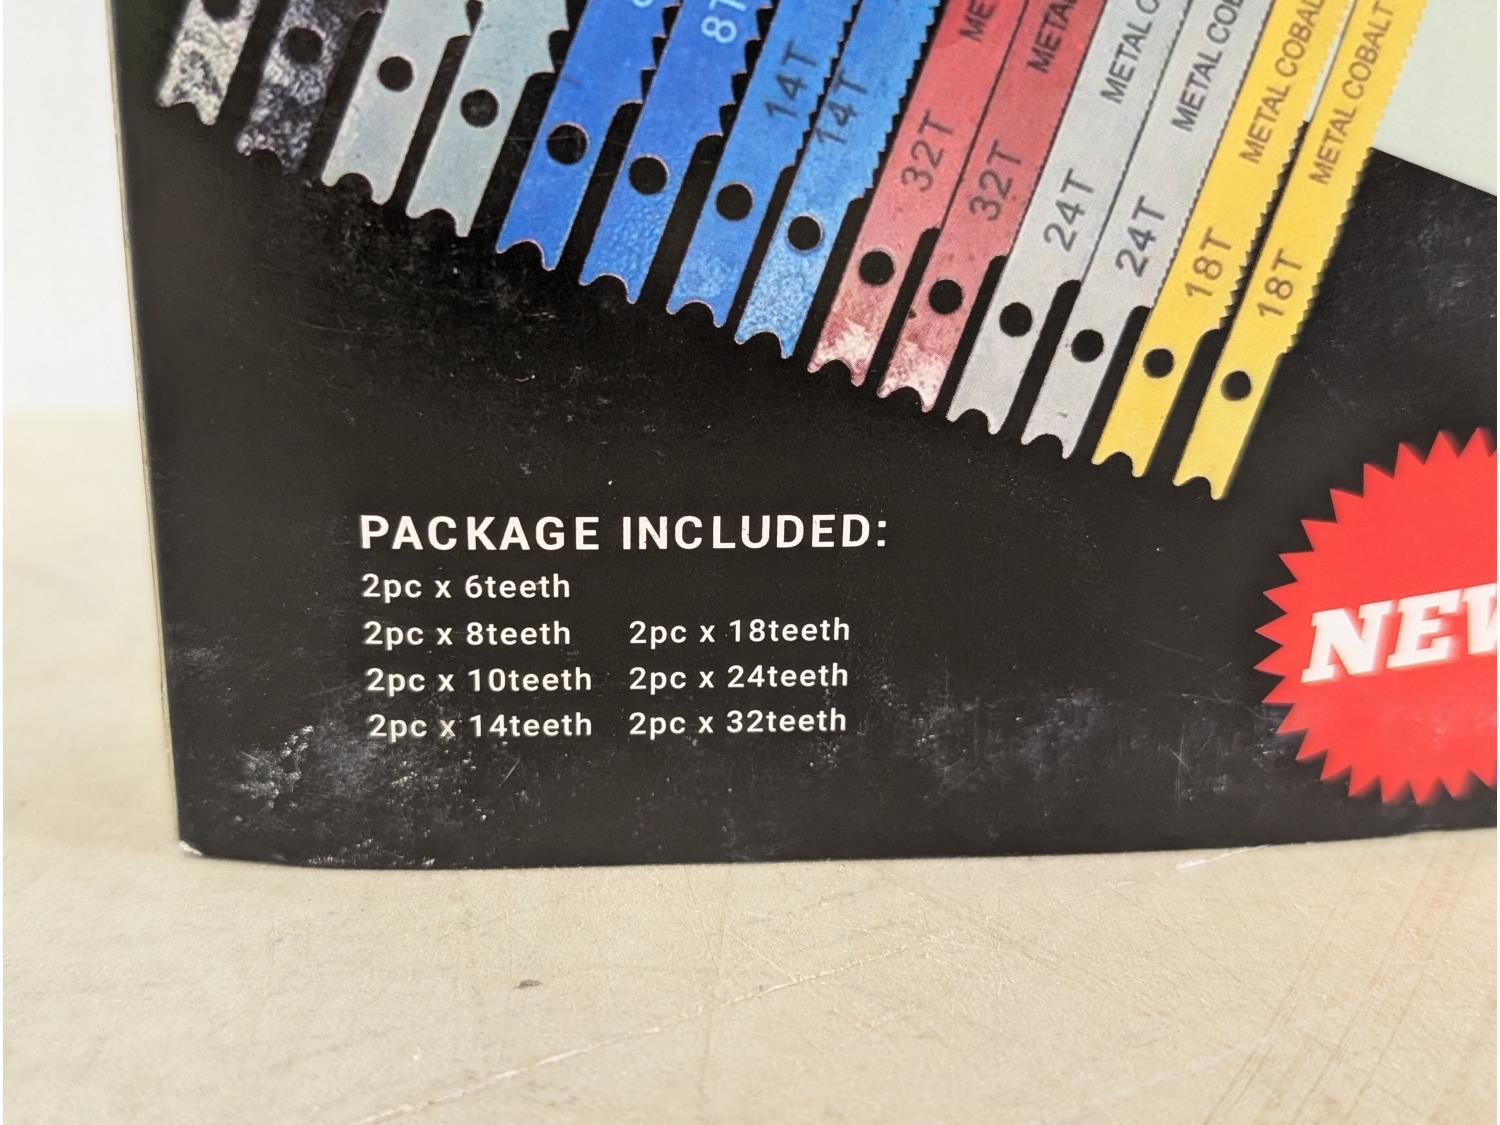 8T
14T
14T
32T
32T
24T
24T
18T
18T
METAL
METAL COBALT
METAL COBALT
PACKAGE INCLUDED:
2pc x 6teeth
2pc x 8teeth
2pc x 10teeth
2pc x 14teeth
2pc x 18teeth
2pc x 24teeth
2pc x 32teeth
NEW